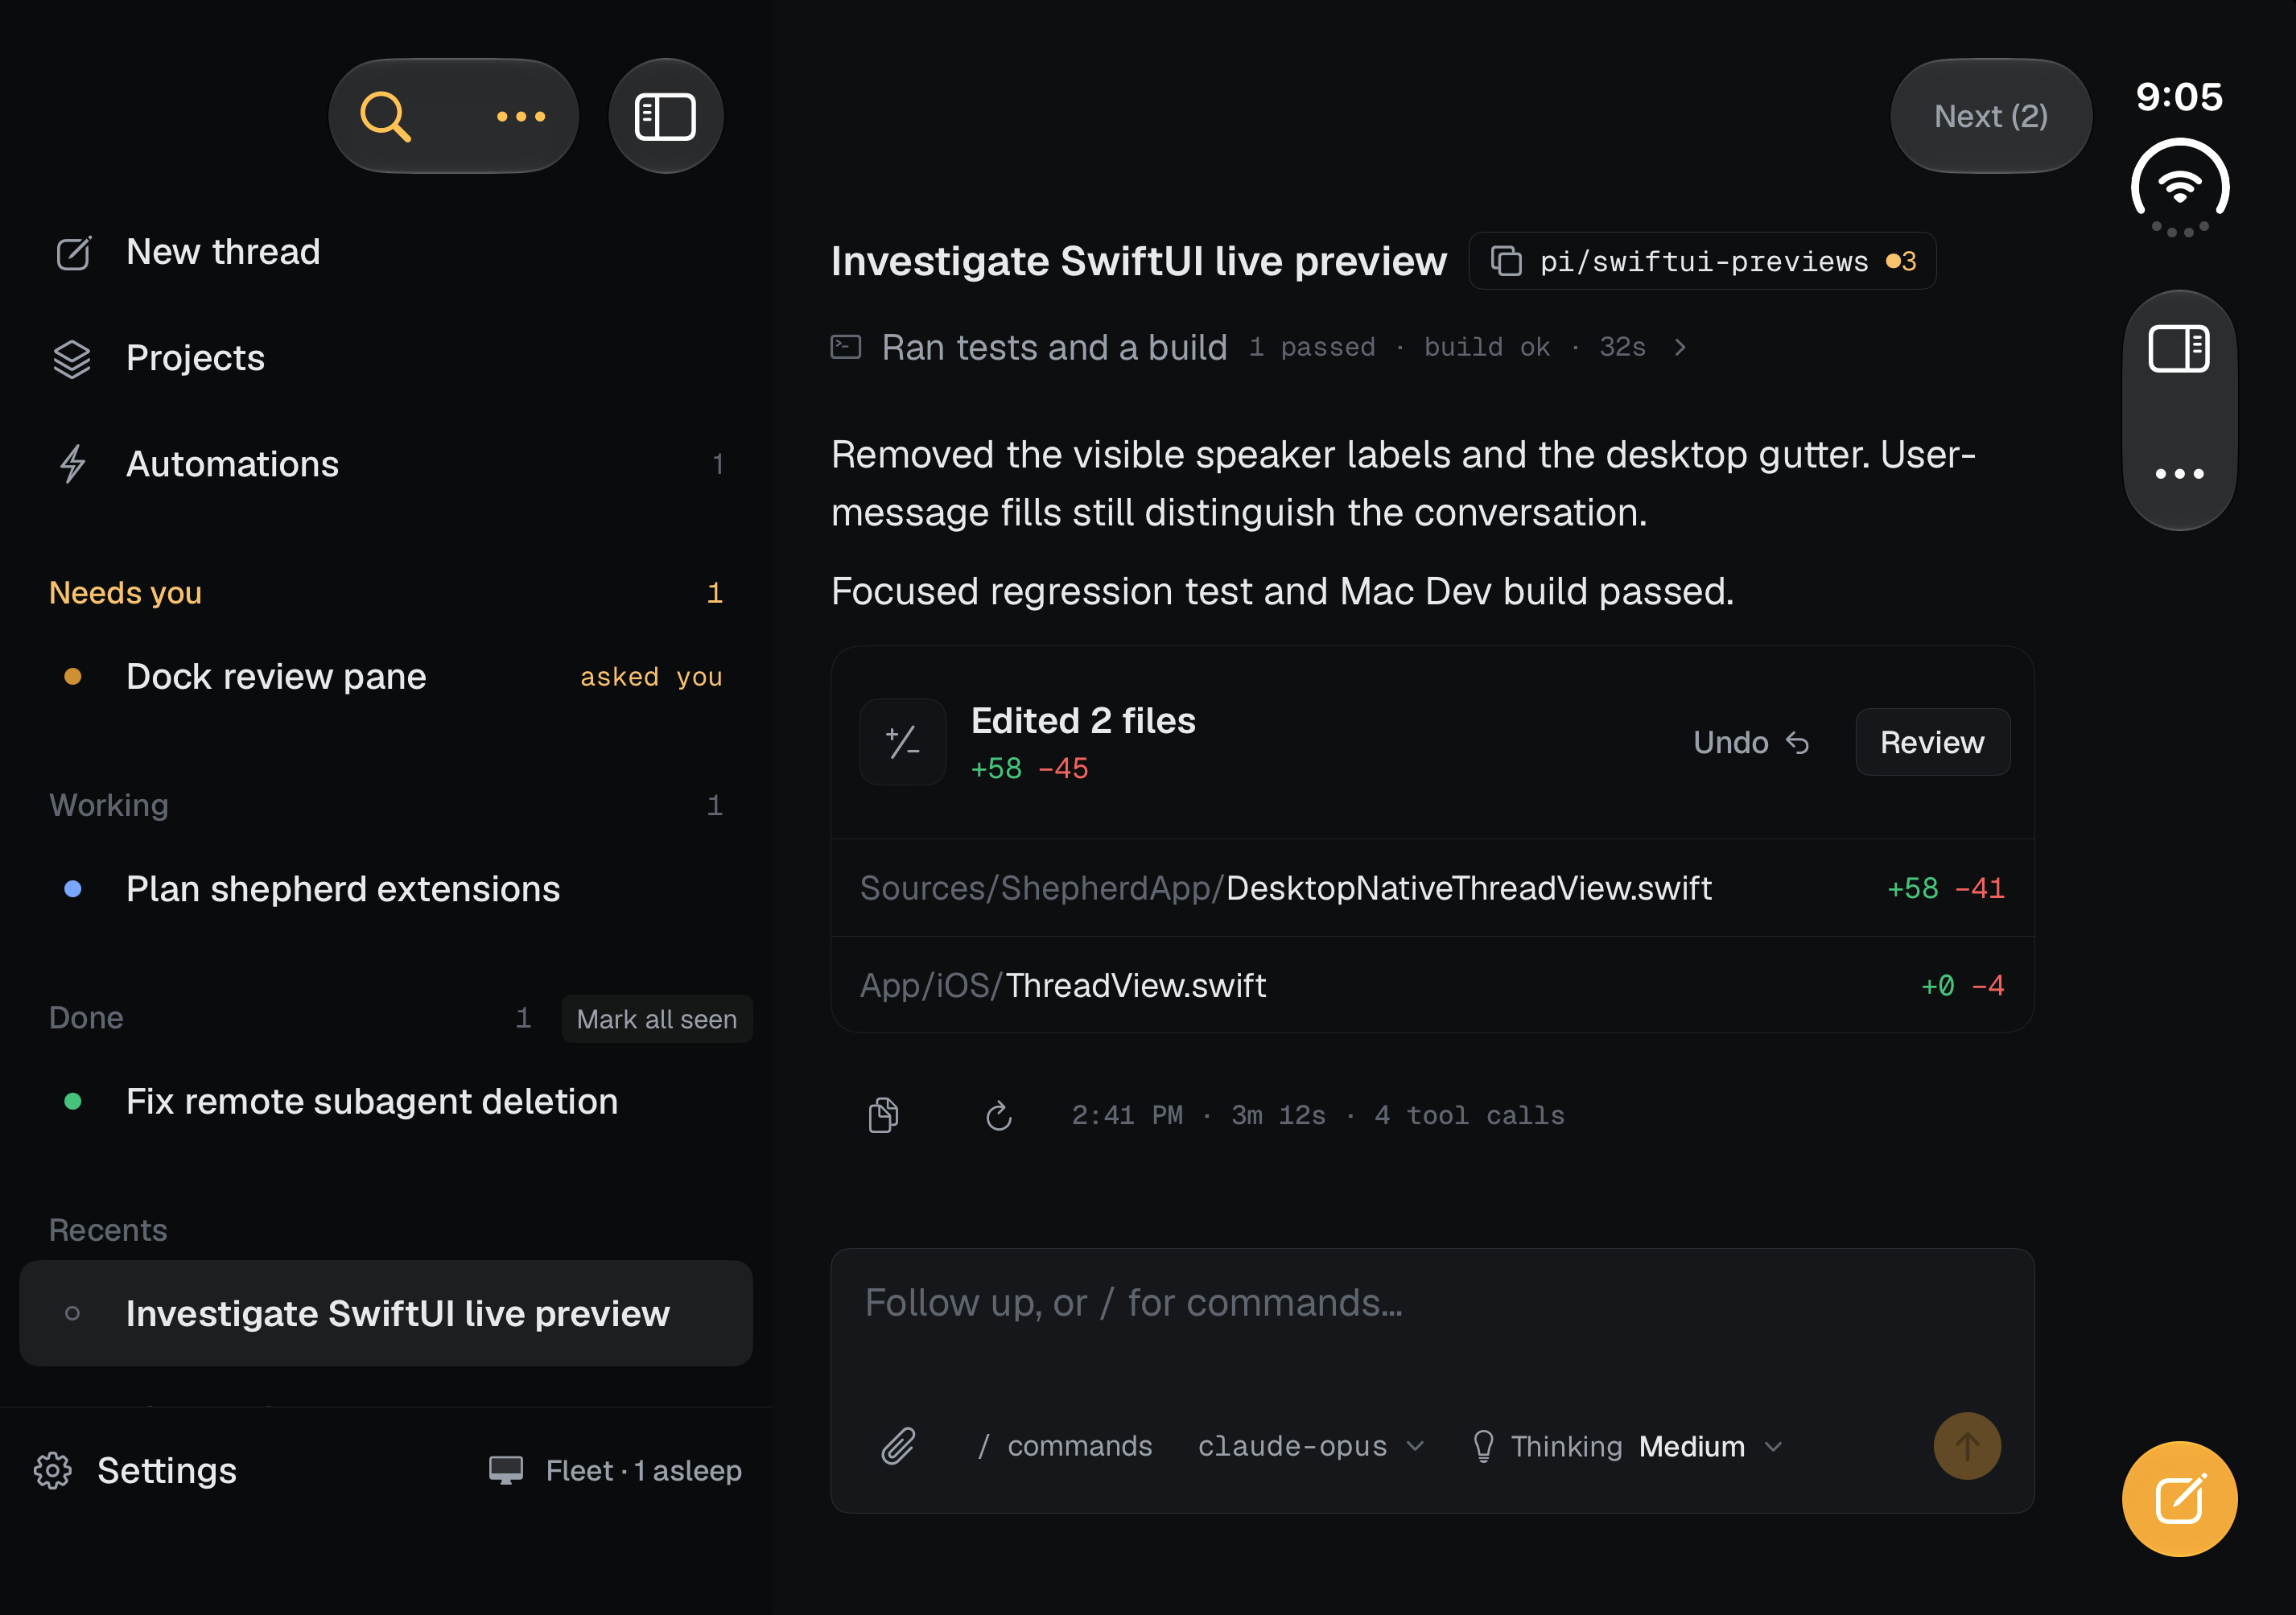 Next (2)
9:05
New thread
Projects
Automations 1
Needs you 1
Dock review pane asked you
Working 1
Plan shepherd extensions
Done 1 Mark all seen
Fix remote subagent deletion
Recents
Investigate SwiftUI live preview
Settings Fleet · 1 asleep
Investigate SwiftUI live preview pi/swiftui-previews 3
Ran tests and a build 1 passed · build ok · 32s
Removed the visible speaker labels and the desktop gutter. User-
message fills still distinguish the conversation.
Focused regression test and Mac Dev build passed.
Edited 2 files
+58 −45
Undo Review
Sources/ShepherdApp/DesktopNativeThreadView.swift +58 −41
App/iOS/ThreadView.swift +0 −4
2:41 PM · 3m 12s · 4 tool calls
Follow up, or / for commands…
/ commands claude-opus Thinking Medium